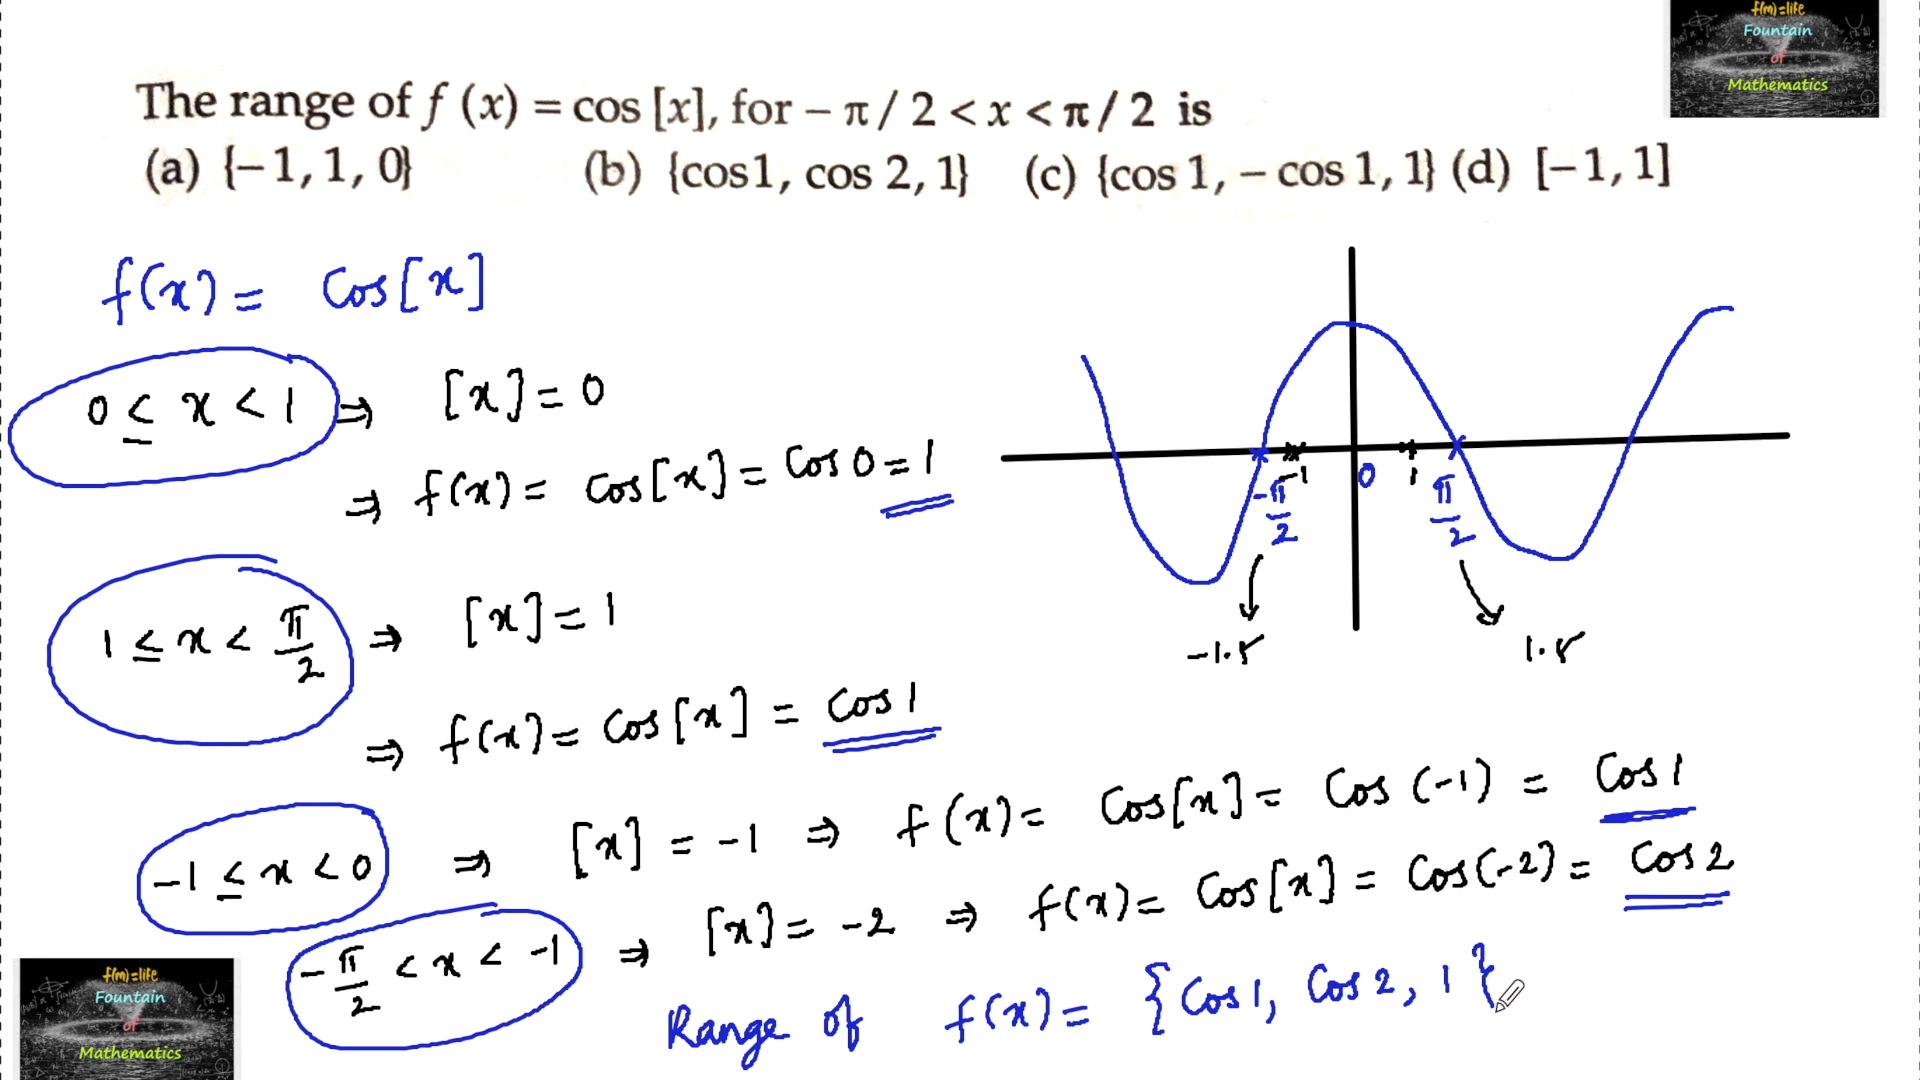 f(m)=life
Fountain
of
Mathematics
The range of f (x) = cos [x], for – π / 2 < x < π / 2 is
(a) {–1, 1, 0} (b) {cos1, cos 2, 1} (c) {cos 1, – cos 1, 1} (d) [–1, 1]
f(x) = Cos[x]
0 ≤ x < 1 ⇒ [x] = 0
⇒ f(x) = Cos[x] = Cos 0 = 1
-1 0 1
-π/2 π/2
-1.5 1.5
1 ≤ x < π/2 ⇒ [x] = 1
⇒ f(x) = Cos[x] = Cos 1
-1 ≤ x < 0 ⇒ [x] = -1 ⇒ f(x) = Cos[x] = Cos (-1) = Cos 1
-π/2 < x < -1 ⇒ [x] = -2 ⇒ f(x) = Cos[x] = Cos(-2) = Cos 2
Range of f(x) = {Cos 1, Cos 2, 1}
f(m)=life
Fountain
of
Mathematics